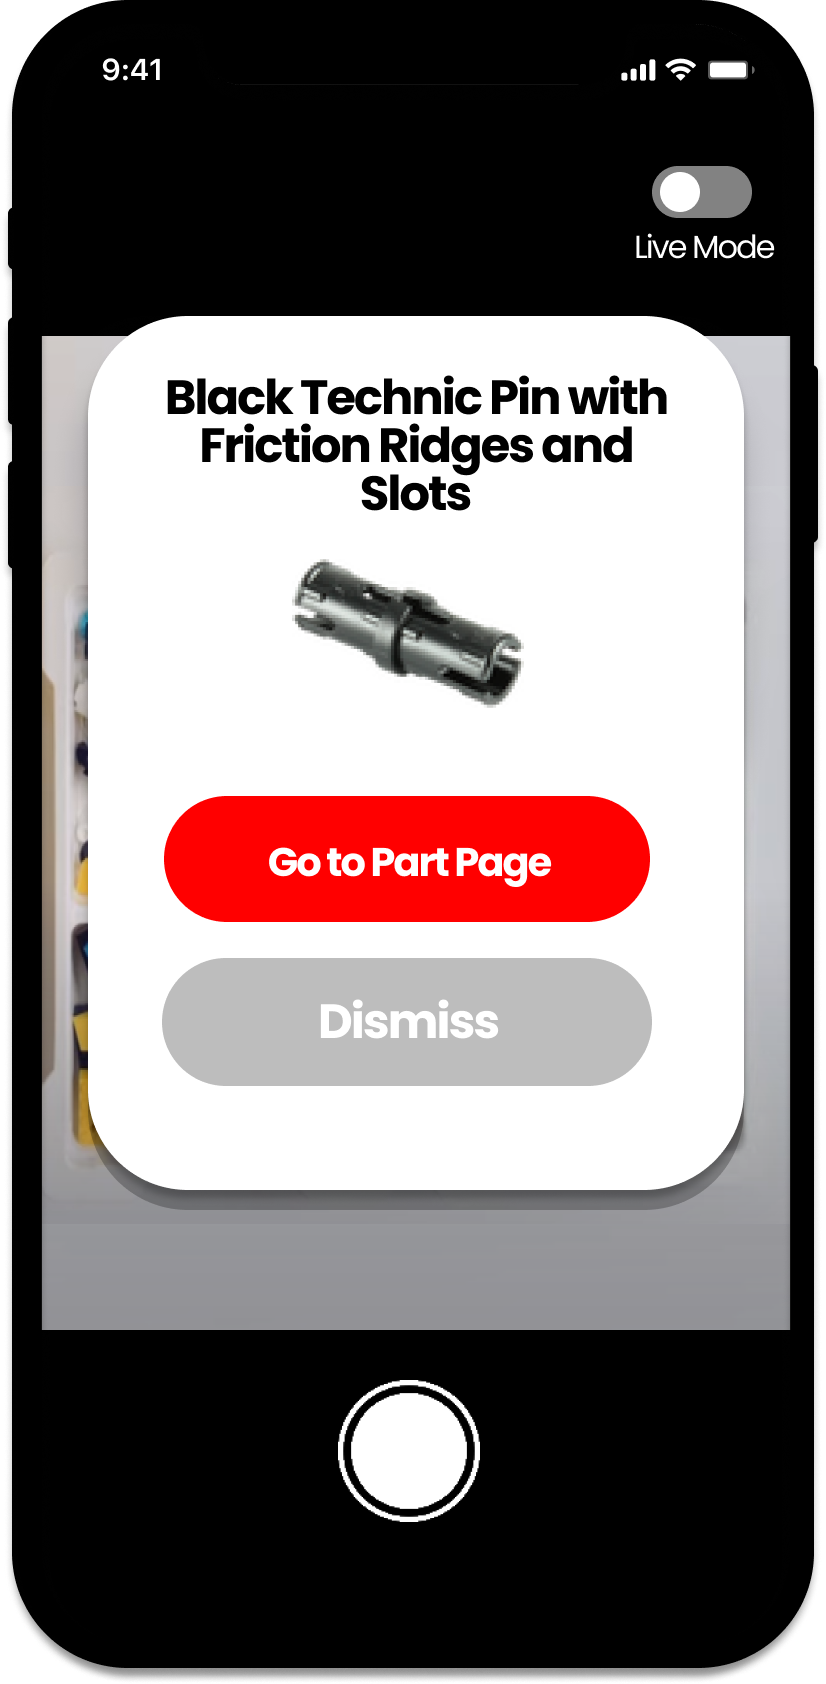 9:41
Live Mode
Black Technic Pin with
Friction Ridges and
Slots
Go to Part Page
Dismiss